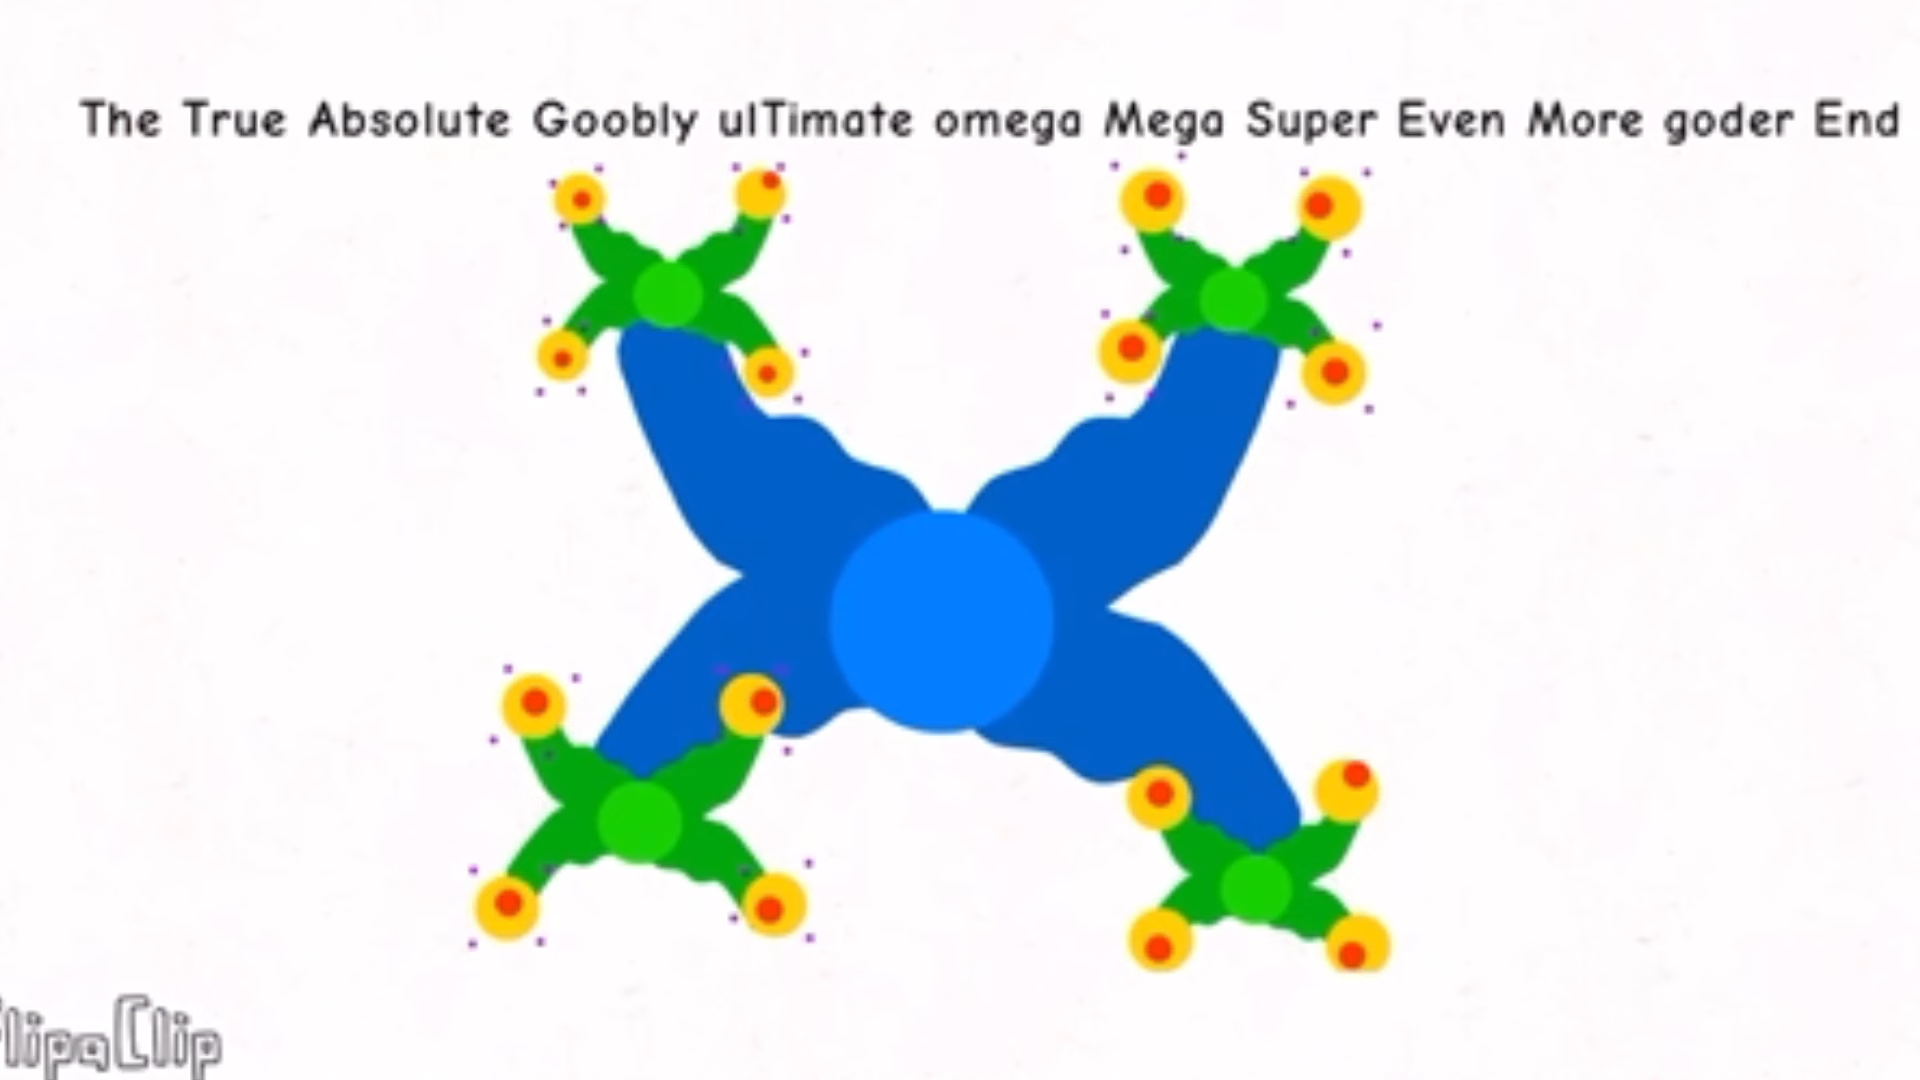 The True Absolute Goobly ulTimate omega Mega Super Even More goder End
FlipaClip